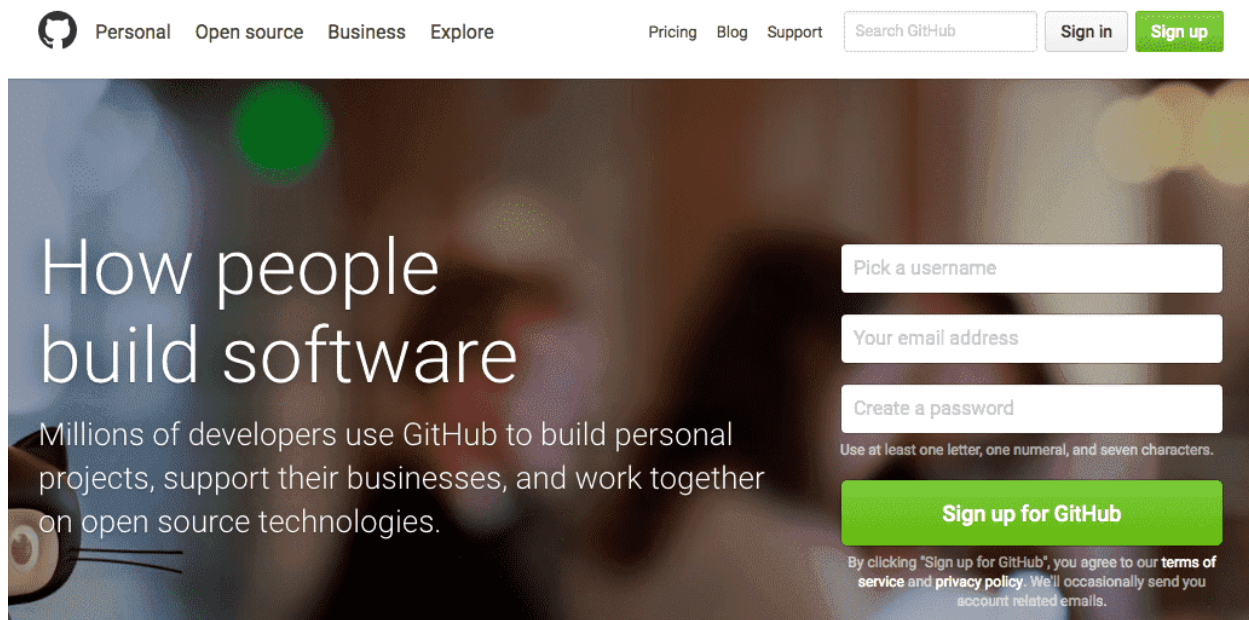 Personal Open source Business Explore Pricing Blog Support Search GitHub Sign in Sign up
How people
build software
Millions of developers use GitHub to build personal
projects, support their businesses, and work together
on open source technologies.
Pick a username
Your email address
Create a password
Use at least one letter, one numeral, and seven characters.
Sign up for GitHub
By clicking "Sign up for GitHub", you agree to our terms of
service and privacy policy. We'll occasionally send you
account related emails.